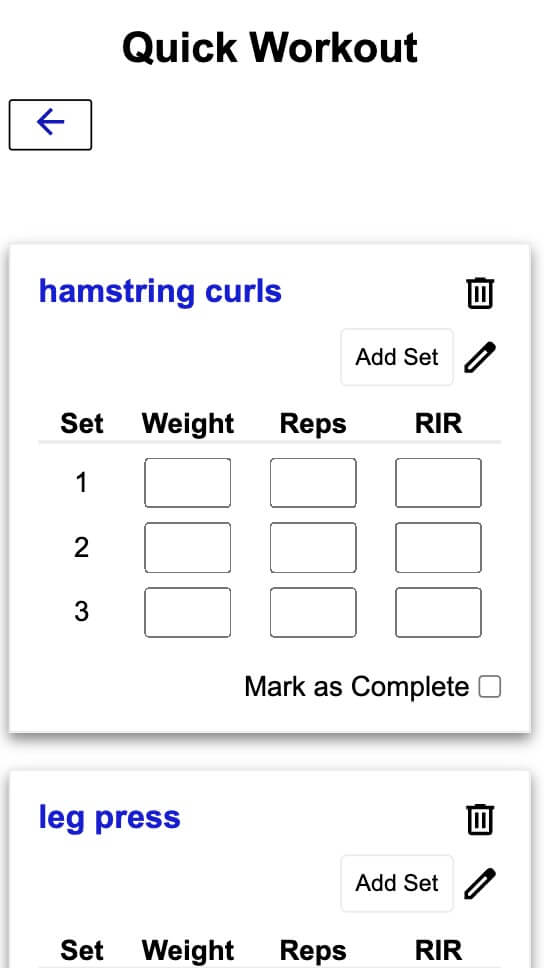 Quick Workout
hamstring curls
Add Set
Set Weight Reps RIR
1
2
3
Mark as Complete
leg press
Add Set
Set Weight Reps RIR